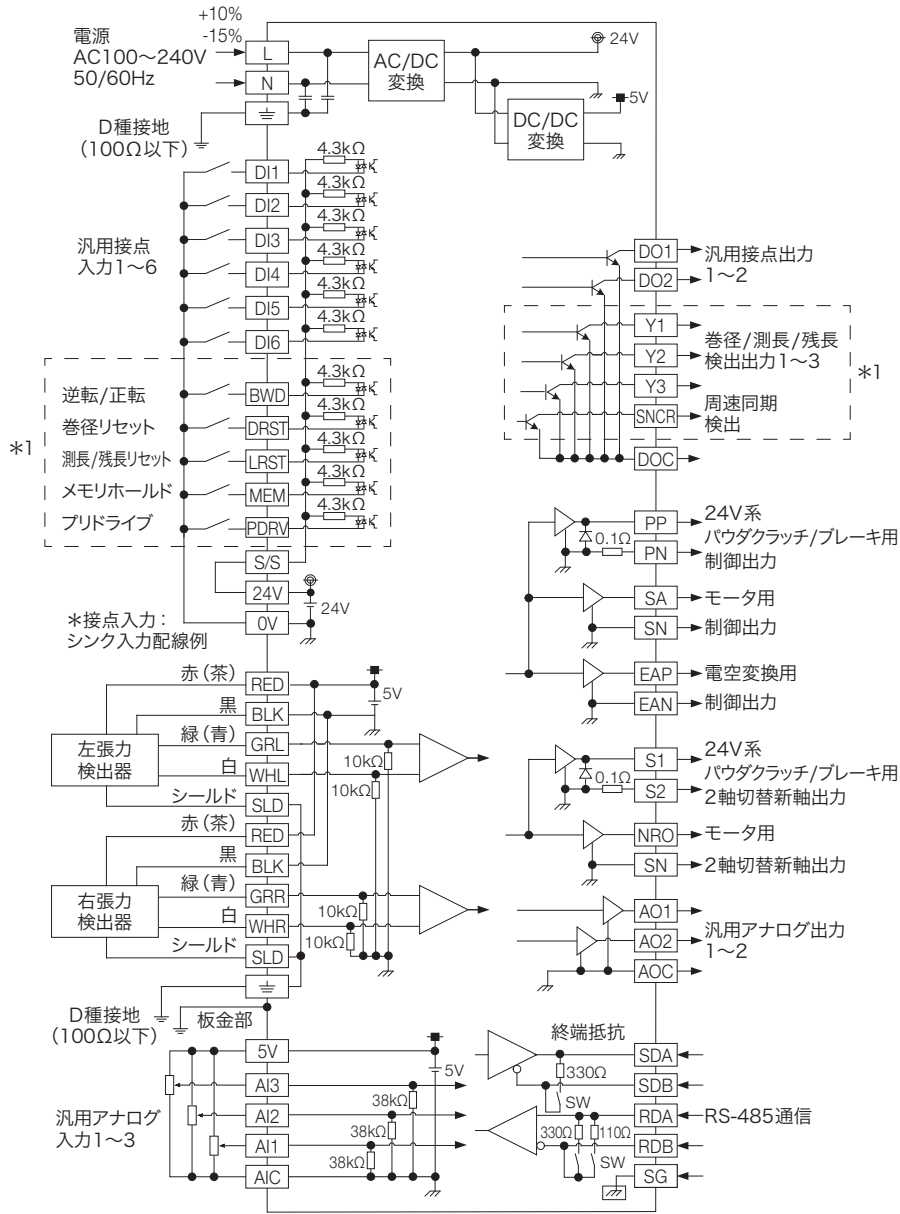 電源
AC100～240V
50/60Hz
+10%
-15%
L
N
D種接地
(100Ω以下)
AC/DC
変換
24V
5V
DC/DC
変換
汎用接点
入力1～6
DI1
4.3kΩ
DI2
4.3kΩ
DI3
4.3kΩ
DI4
4.3kΩ
DI5
4.3kΩ
DI6
4.3kΩ
*1
逆転/正転
BWD
4.3kΩ
巻径リセット
DRST
4.3kΩ
測長/残長リセット
LRST
4.3kΩ
メモリホールド
MEM
4.3kΩ
プリドライブ
PDRV
4.3kΩ
S/S
24V
24V
0V
*接点入力：
シンク入力配線例
左張力
検出器
赤（茶）
RED
黒
BLK
5V
緑（青）
GRL
10kΩ
白
WHL
10kΩ
シールド
SLD
右張力
検出器
赤（茶）
RED
黒
BLK
緑（青）
GRR
10kΩ
白
WHR
10kΩ
シールド
SLD
D種接地
(100Ω以下)
板金部
汎用アナログ
入力1～3
5V
5V
AI3
38kΩ
AI2
38kΩ
AI1
38kΩ
AIC
DO1
DO2
汎用接点出力
1～2
Y1
Y2
Y3
巻径/測長/残長
検出出力1～3
*1
SNCR
周速同期
検出
DOC
PP
0.1Ω
PN
24V系
パウダクラッチ/ブレーキ用
制御出力
SA
SN
モータ用
制御出力
EAP
EAN
電空変換用
制御出力
S1
0.1Ω
S2
24V系
パウダクラッチ/ブレーキ用
2軸切替新軸出力
NRO
SN
モータ用
2軸切替新軸出力
AO1
AO2
汎用アナログ出力
1～2
AOC
終端抵抗
SDA
330Ω
SDB
SW
RDA
RS-485通信
330Ω
110Ω
RDB
SW
SG